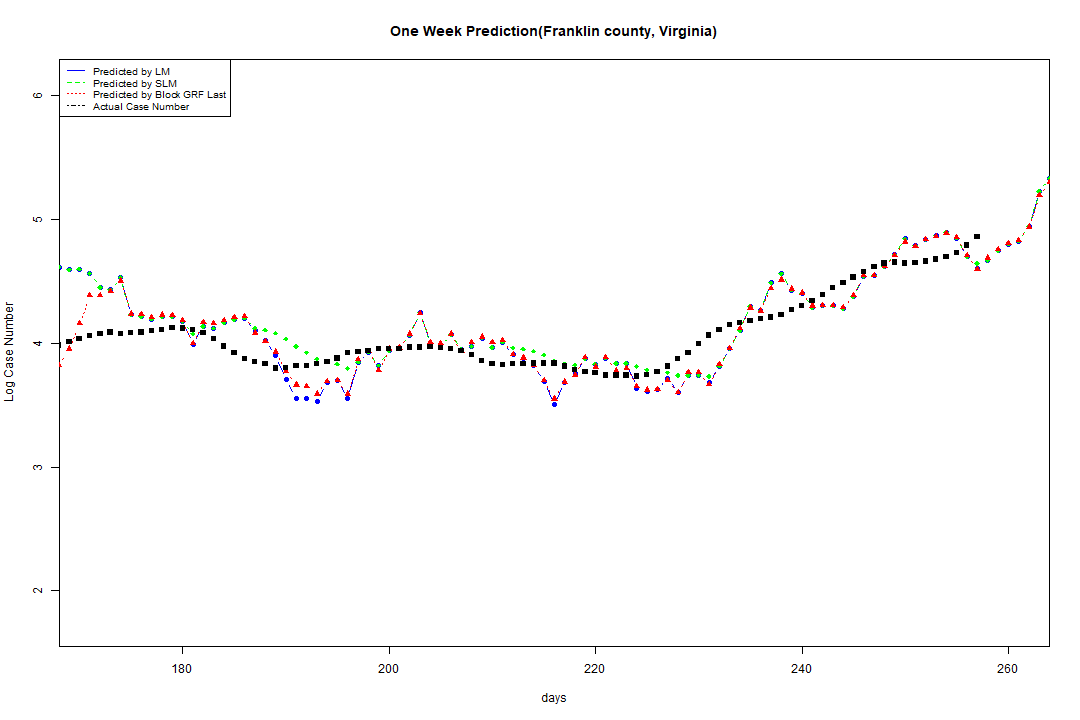 One Week Prediction(Franklin county, Virginia)
Predicted by LM
Predicted by SLM
Predicted by Block GRF Last
Actual Case Number
6
5
4
3
2
Log Case Number
180 200 220 240 260
days